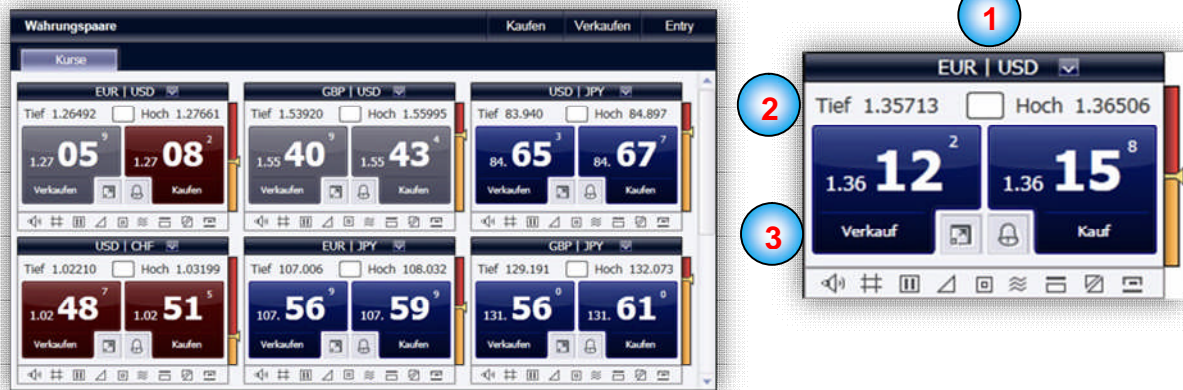 Währungspaare Kaufen Verkaufen Entry
Kurse
EUR | USD
Tief 1.26492 Hoch 1.27661
1.27 05 9 1.27 08 2
Verkaufen Kaufen
GBP | USD
Tief 1.53920 Hoch 1.55995
1.55 40 9 1.55 43 4
Verkaufen Kaufen
USD | JPY
Tief 83.940 Hoch 84.897
84. 65 3 84. 67 7
Verkaufen Kaufen
USD | CHF
Tief 1.02210 Hoch 1.03199
1.02 48 7 1.02 51 5
Verkaufen Kaufen
EUR | JPY
Tief 107.006 Hoch 108.032
107. 56 9 107. 59 9
Verkaufen Kaufen
GBP | JPY
Tief 129.191 Hoch 132.073
131. 56 0 131. 61 0
Verkaufen Kaufen
1
EUR | USD
2
Tief 1.35713 Hoch 1.36506
1.36 12 2 1.36 15 8
3
Verkauf Kauf